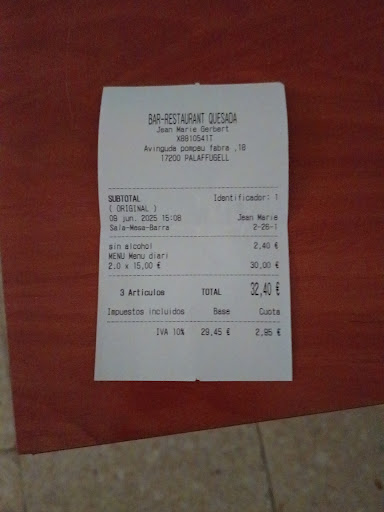 BAR-RESTAURANT QUESADA
Jean Marie Gerbert
X8810541T
Avinguda pompeu fabra ,18
17200 PALAFFUGELL
SUBTOTAL Identificador: 1
( ORIGINAL )
09 jun. 2025 15:08 Jean Marie
Sala-Mesa-Barra 2-26-1
sin alcohol 2,40 €
MENU Menu diari
2.0 x 15,00 € 30,00 €
3 Articulos TOTAL 32,40 €
Impuestos incluidos Base Cuota
IVA 10% 29,45 € 2,95 €